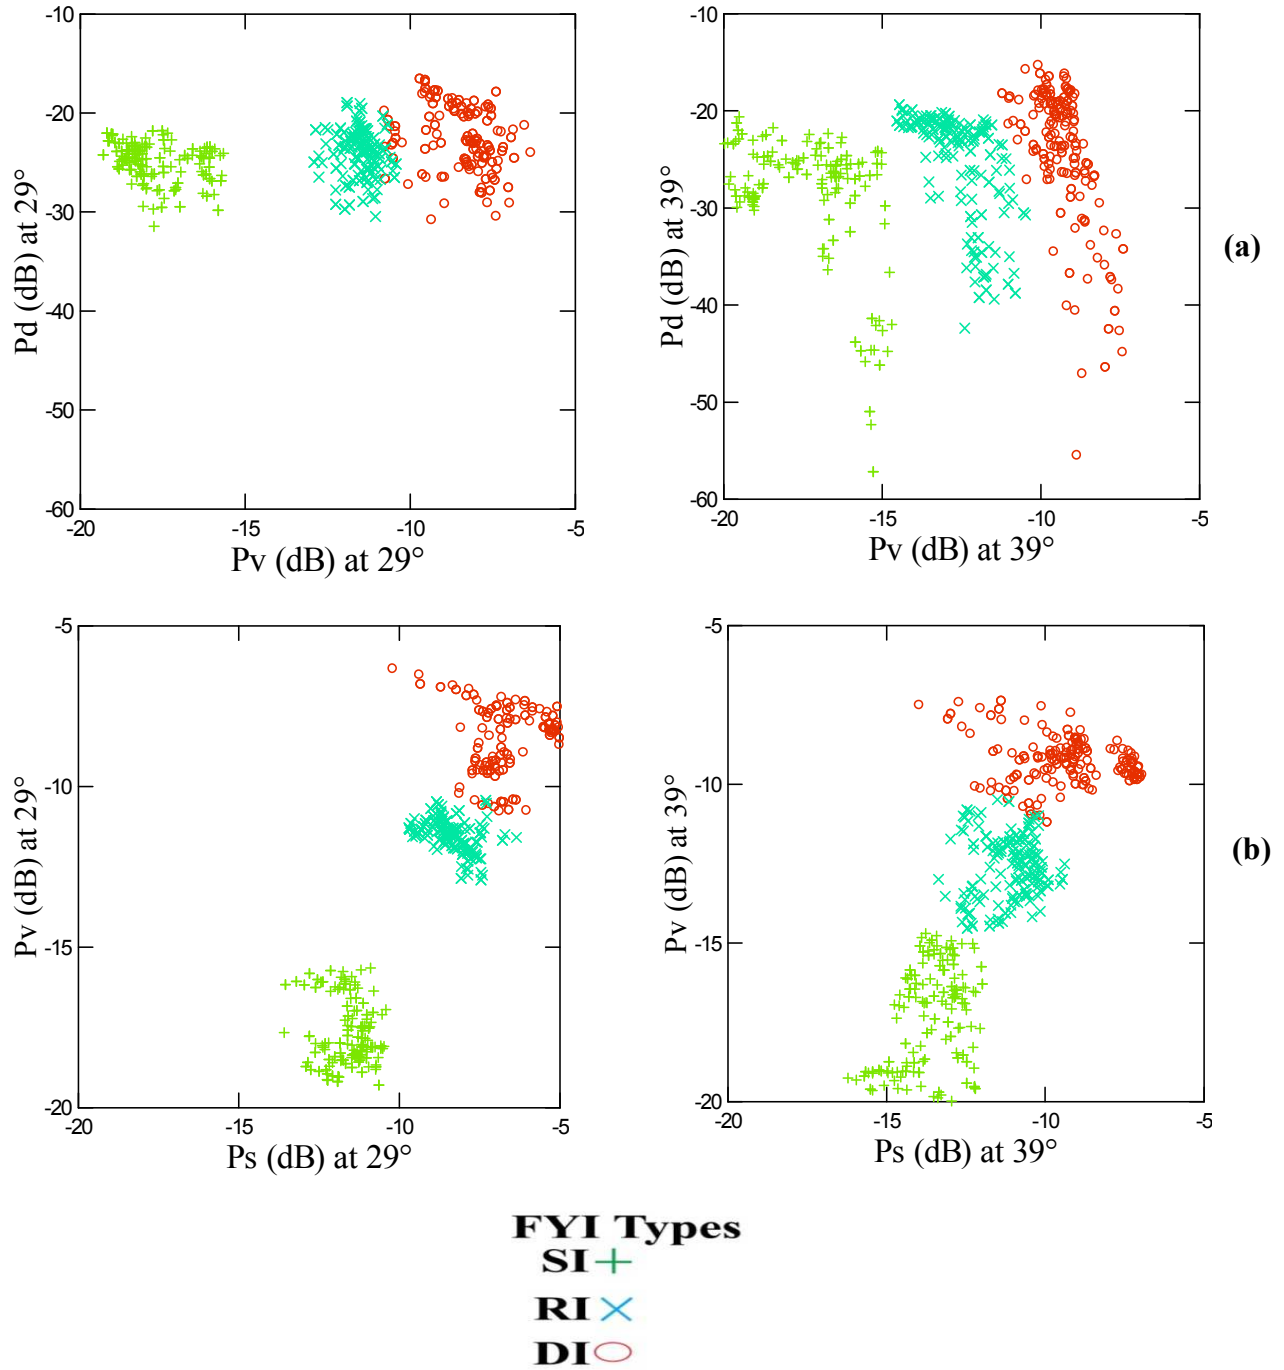 -10
-20
-30
-40
-50
-60
-20
-15
-10
-5
Pd (dB) at 29°
Pv (dB) at 29°
-10
-20
-30
-40
-50
-60
-20
-15
-10
-5
Pd (dB) at 39°
Pv (dB) at 39°
(a)
-5
-10
-15
-20
-20
-15
-10
-5
Pv (dB) at 29°
Ps (dB) at 29°
-5
-10
-15
-20
-20
-15
-10
-5
Pv (dB) at 39°
Ps (dB) at 39°
(b)
FYI Types
SI
RI
DI